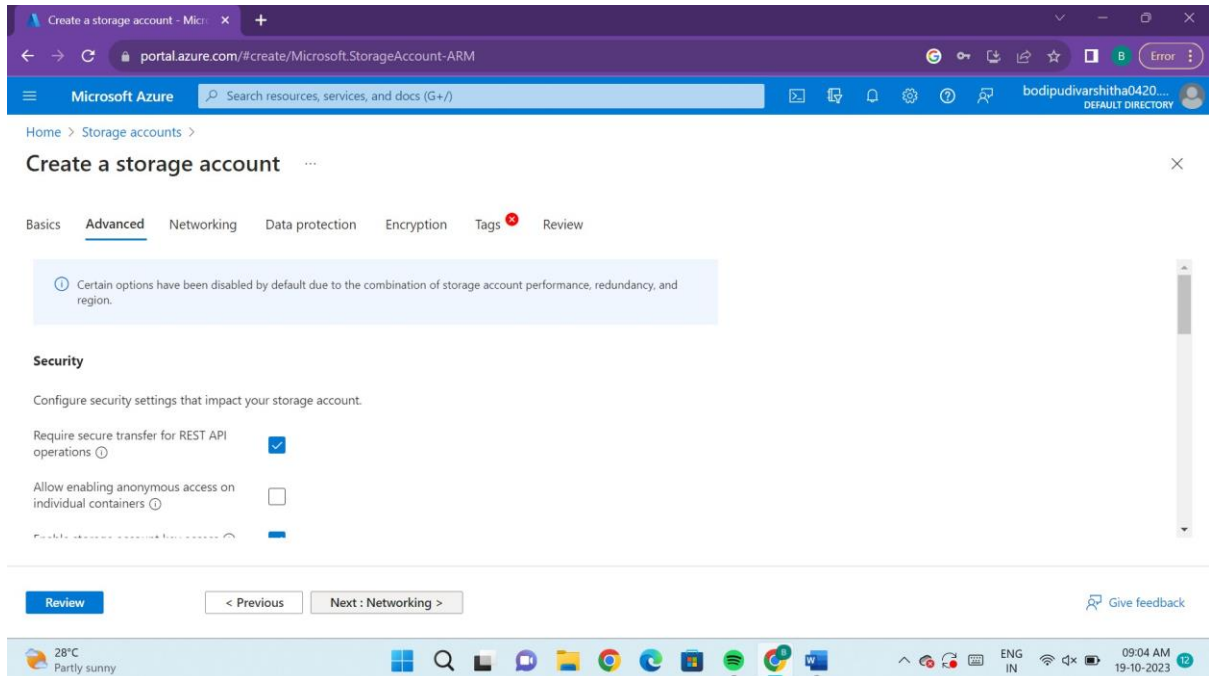 Create a storage account - Micr
portal.azure.com/#create/Microsoft.StorageAccount-ARM
B
Error
Microsoft Azure
Search resources, services, and docs (G+/)
bodipudivarshitha0420....
DEFAULT DIRECTORY
Home > Storage accounts >
Create a storage account ...
Basics Advanced Networking Data protection Encryption Tags Review
Certain options have been disabled by default due to the combination of storage account performance, redundancy, and
region.
Security
Configure security settings that impact your storage account.
Require secure transfer for REST API
operations
Allow enabling anonymous access on
individual containers
Enable storage account key access
Review < Previous Next : Networking > Give feedback
28°C
Partly sunny
ENG
IN
09:04 AM
19-10-2023
12